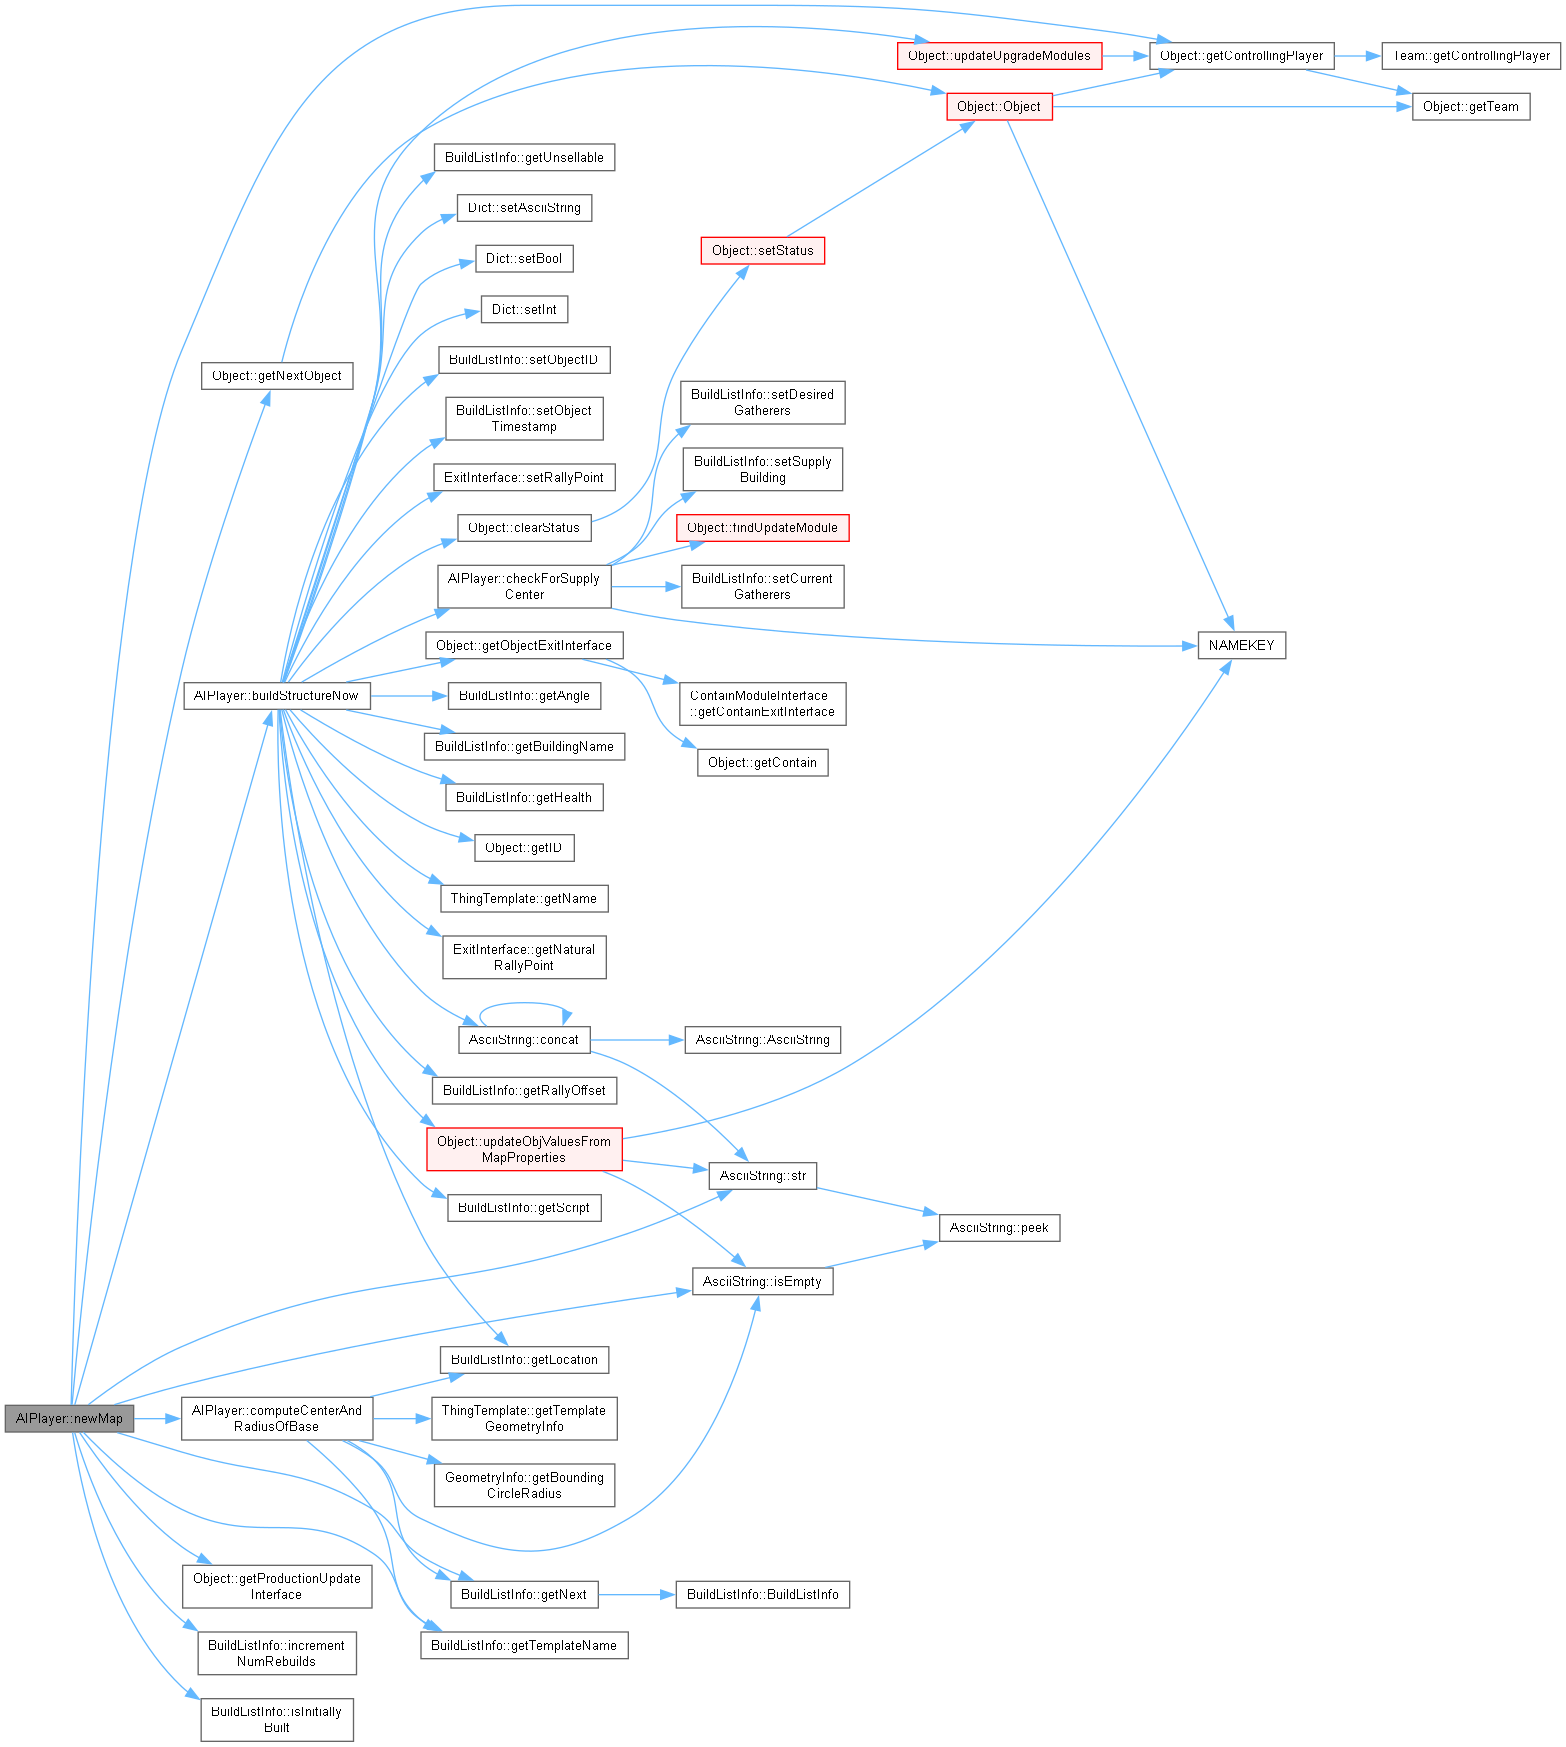 Object::updateUpgradeModules
Object::getControllingPlayer
Team::getControllingPlayer
Object::Object
Object::getTeam
BuildListInfo::getUnsellable
Dict::setAsciiString
Object::setStatus
Dict::setBool
Dict::setInt
BuildListInfo::setObjectID
Object::getNextObject
BuildListInfo::setDesired
Gatherers
BuildListInfo::setObject
Timestamp
BuildListInfo::setSupply
Building
ExitInterface::setRallyPoint
Object::clearStatus
Object::findUpdateModule
AIPlayer::checkForSupply
Center
BuildListInfo::setCurrent
Gatherers
Object::getObjectExitInterface
NAMEKEY
AIPlayer::buildStructureNow
BuildListInfo::getAngle
ContainModuleInterface
::getContainExitInterface
BuildListInfo::getBuildingName
Object::getContain
BuildListInfo::getHealth
Object::getID
ThingTemplate::getName
ExitInterface::getNatural
RallyPoint
AsciiString::concat
AsciiString::AsciiString
BuildListInfo::getRallyOffset
Object::updateObjValuesFrom
MapProperties
AsciiString::str
BuildListInfo::getScript
AsciiString::peek
AsciiString::isEmpty
BuildListInfo::getLocation
AIPlayer::newMap
AIPlayer::computeCenterAnd
RadiusOfBase
ThingTemplate::getTemplate
GeometryInfo
GeometryInfo::getBounding
CircleRadius
Object::getProductionUpdate
Interface
BuildListInfo::getNext
BuildListInfo::BuildListInfo
BuildListInfo::increment
NumRebuilds
BuildListInfo::getTemplateName
BuildListInfo::isInitially
Built